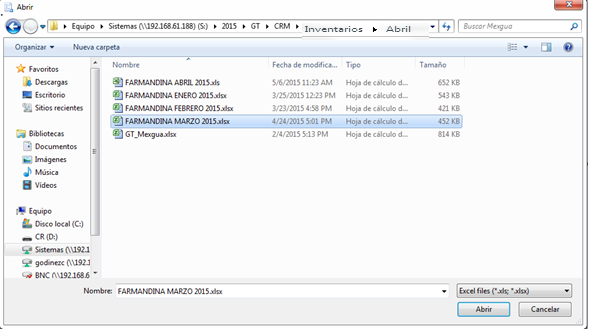 Abrir
Equipo ▸ Sistemas (\\192.168.61.188) (S:) ▸ 2015 ▸ GT ▸ CRM ▸ Inventarios ▸ Abril
Buscar Mexgua
Organizar Nueva carpeta
Nombre Fecha de modifica... Tipo Tamaño
FARMANDINA ABRIL 2015.xls 5/6/2015 11:23 AM Hoja de cálculo d... 652 KB
FARMANDINA ENERO 2015.xlsx 3/25/2015 12:23 PM Hoja de cálculo d... 543 KB
FARMANDINA FEBRERO 2015.xlsx 3/23/2015 4:58 PM Hoja de cálculo d... 421 KB
FARMANDINA MARZO 2015.xlsx 4/24/2015 5:01 PM Hoja de cálculo d... 452 KB
GT_Mexgua.xlsx 2/4/2015 5:13 PM Hoja de cálculo d... 814 KB
Favoritos
Descargas
Escritorio
Sitios recientes
Bibliotecas
Documentos
Imágenes
Música
Vídeos
Equipo
Disco local (C:)
CR (D:)
Sistemas (\\192.1
godinezc (\\192.1
BNC (\\192.168.6
Nombre: FARMANDINA MARZO 2015.xlsx Excel files (*.xls; *.xlsx)
Abrir Cancelar